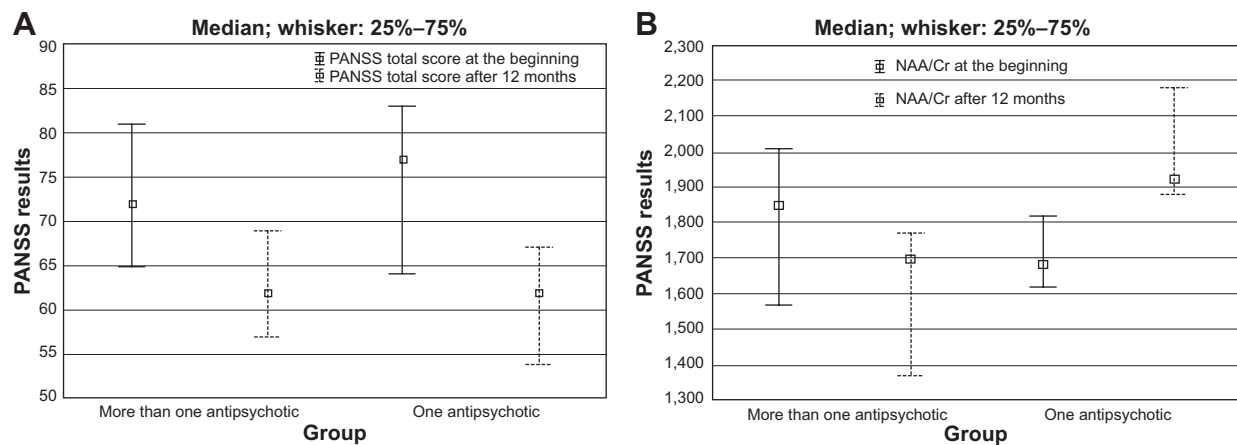 A
Median; whisker: 25%–75%
PANSS total score at the beginning
PANSS total score after 12 months
PANSS results
90
85
80
75
70
65
60
55
50
More than one antipsychotic
One antipsychotic
Group
B
Median; whisker: 25%–75%
NAA/Cr at the beginning
NAA/Cr after 12 months
PANSS results
2,300
2,200
2,100
2,000
1,900
1,800
1,700
1,600
1,500
1,400
1,300
More than one antipsychotic
One antipsychotic
Group